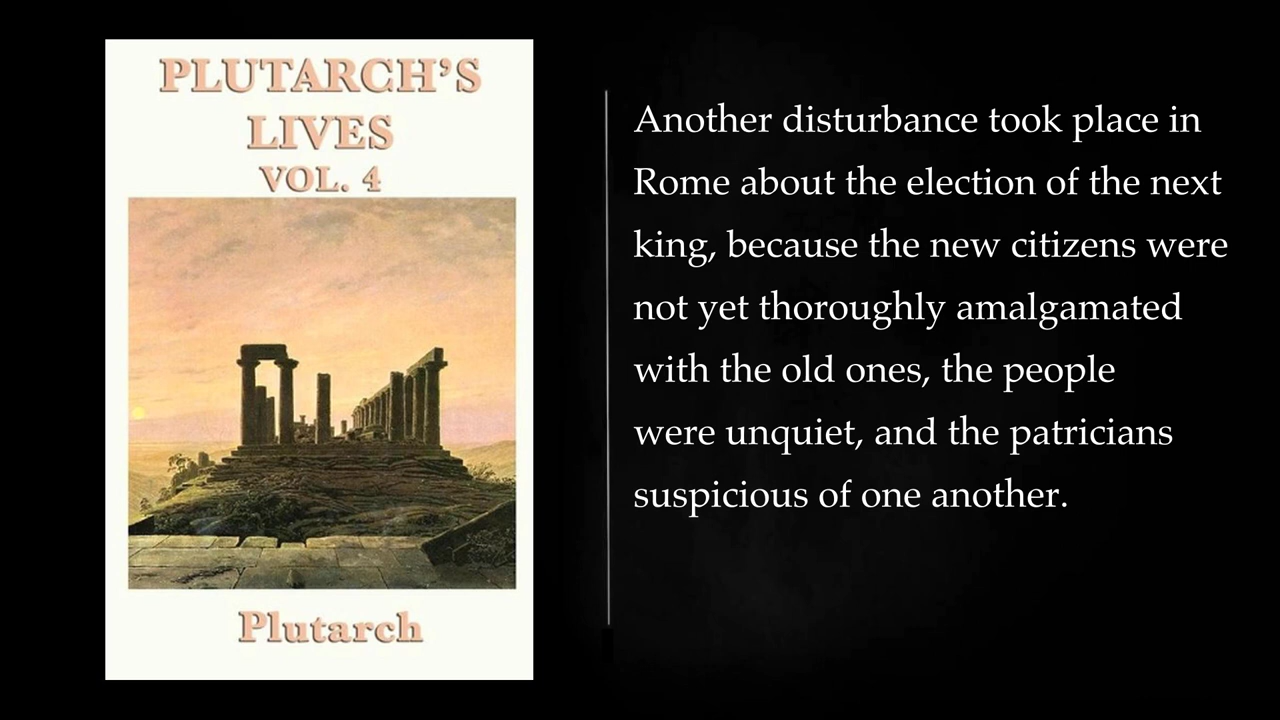 PLUTARCH'S
LIVES
VOL. 4
Plutarch
Another disturbance took place in
Rome about the election of the next
king, because the new citizens were
not yet thoroughly amalgamated
with the old ones, the people
were unquiet, and the patricians
suspicious of one another.